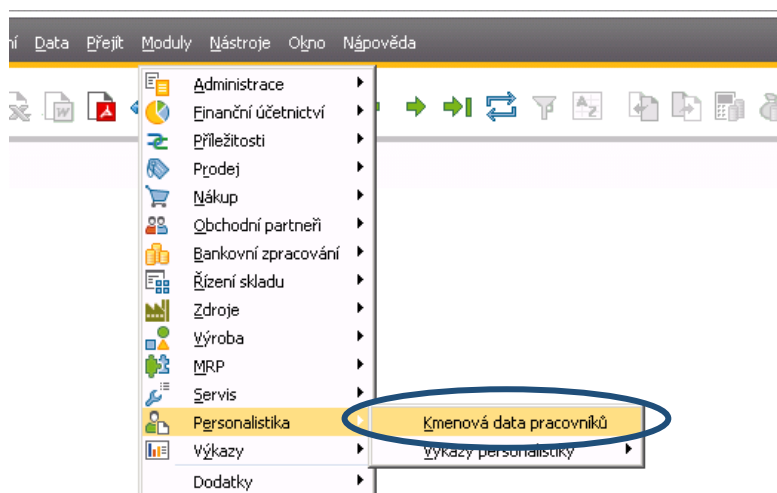 ní Data Přejít Moduly Nástroje Okno Nápověda
Administrace
Finanční účetnictví
Příležitosti
Prodej
Nákup
Obchodní partneři
Bankovní zpracování
Řízení skladu
Zdroje
Výroba
MRP
Servis
Personalistika
Kmenová data pracovníků
Výkazy personalistiky
Výkazy
Dodatky